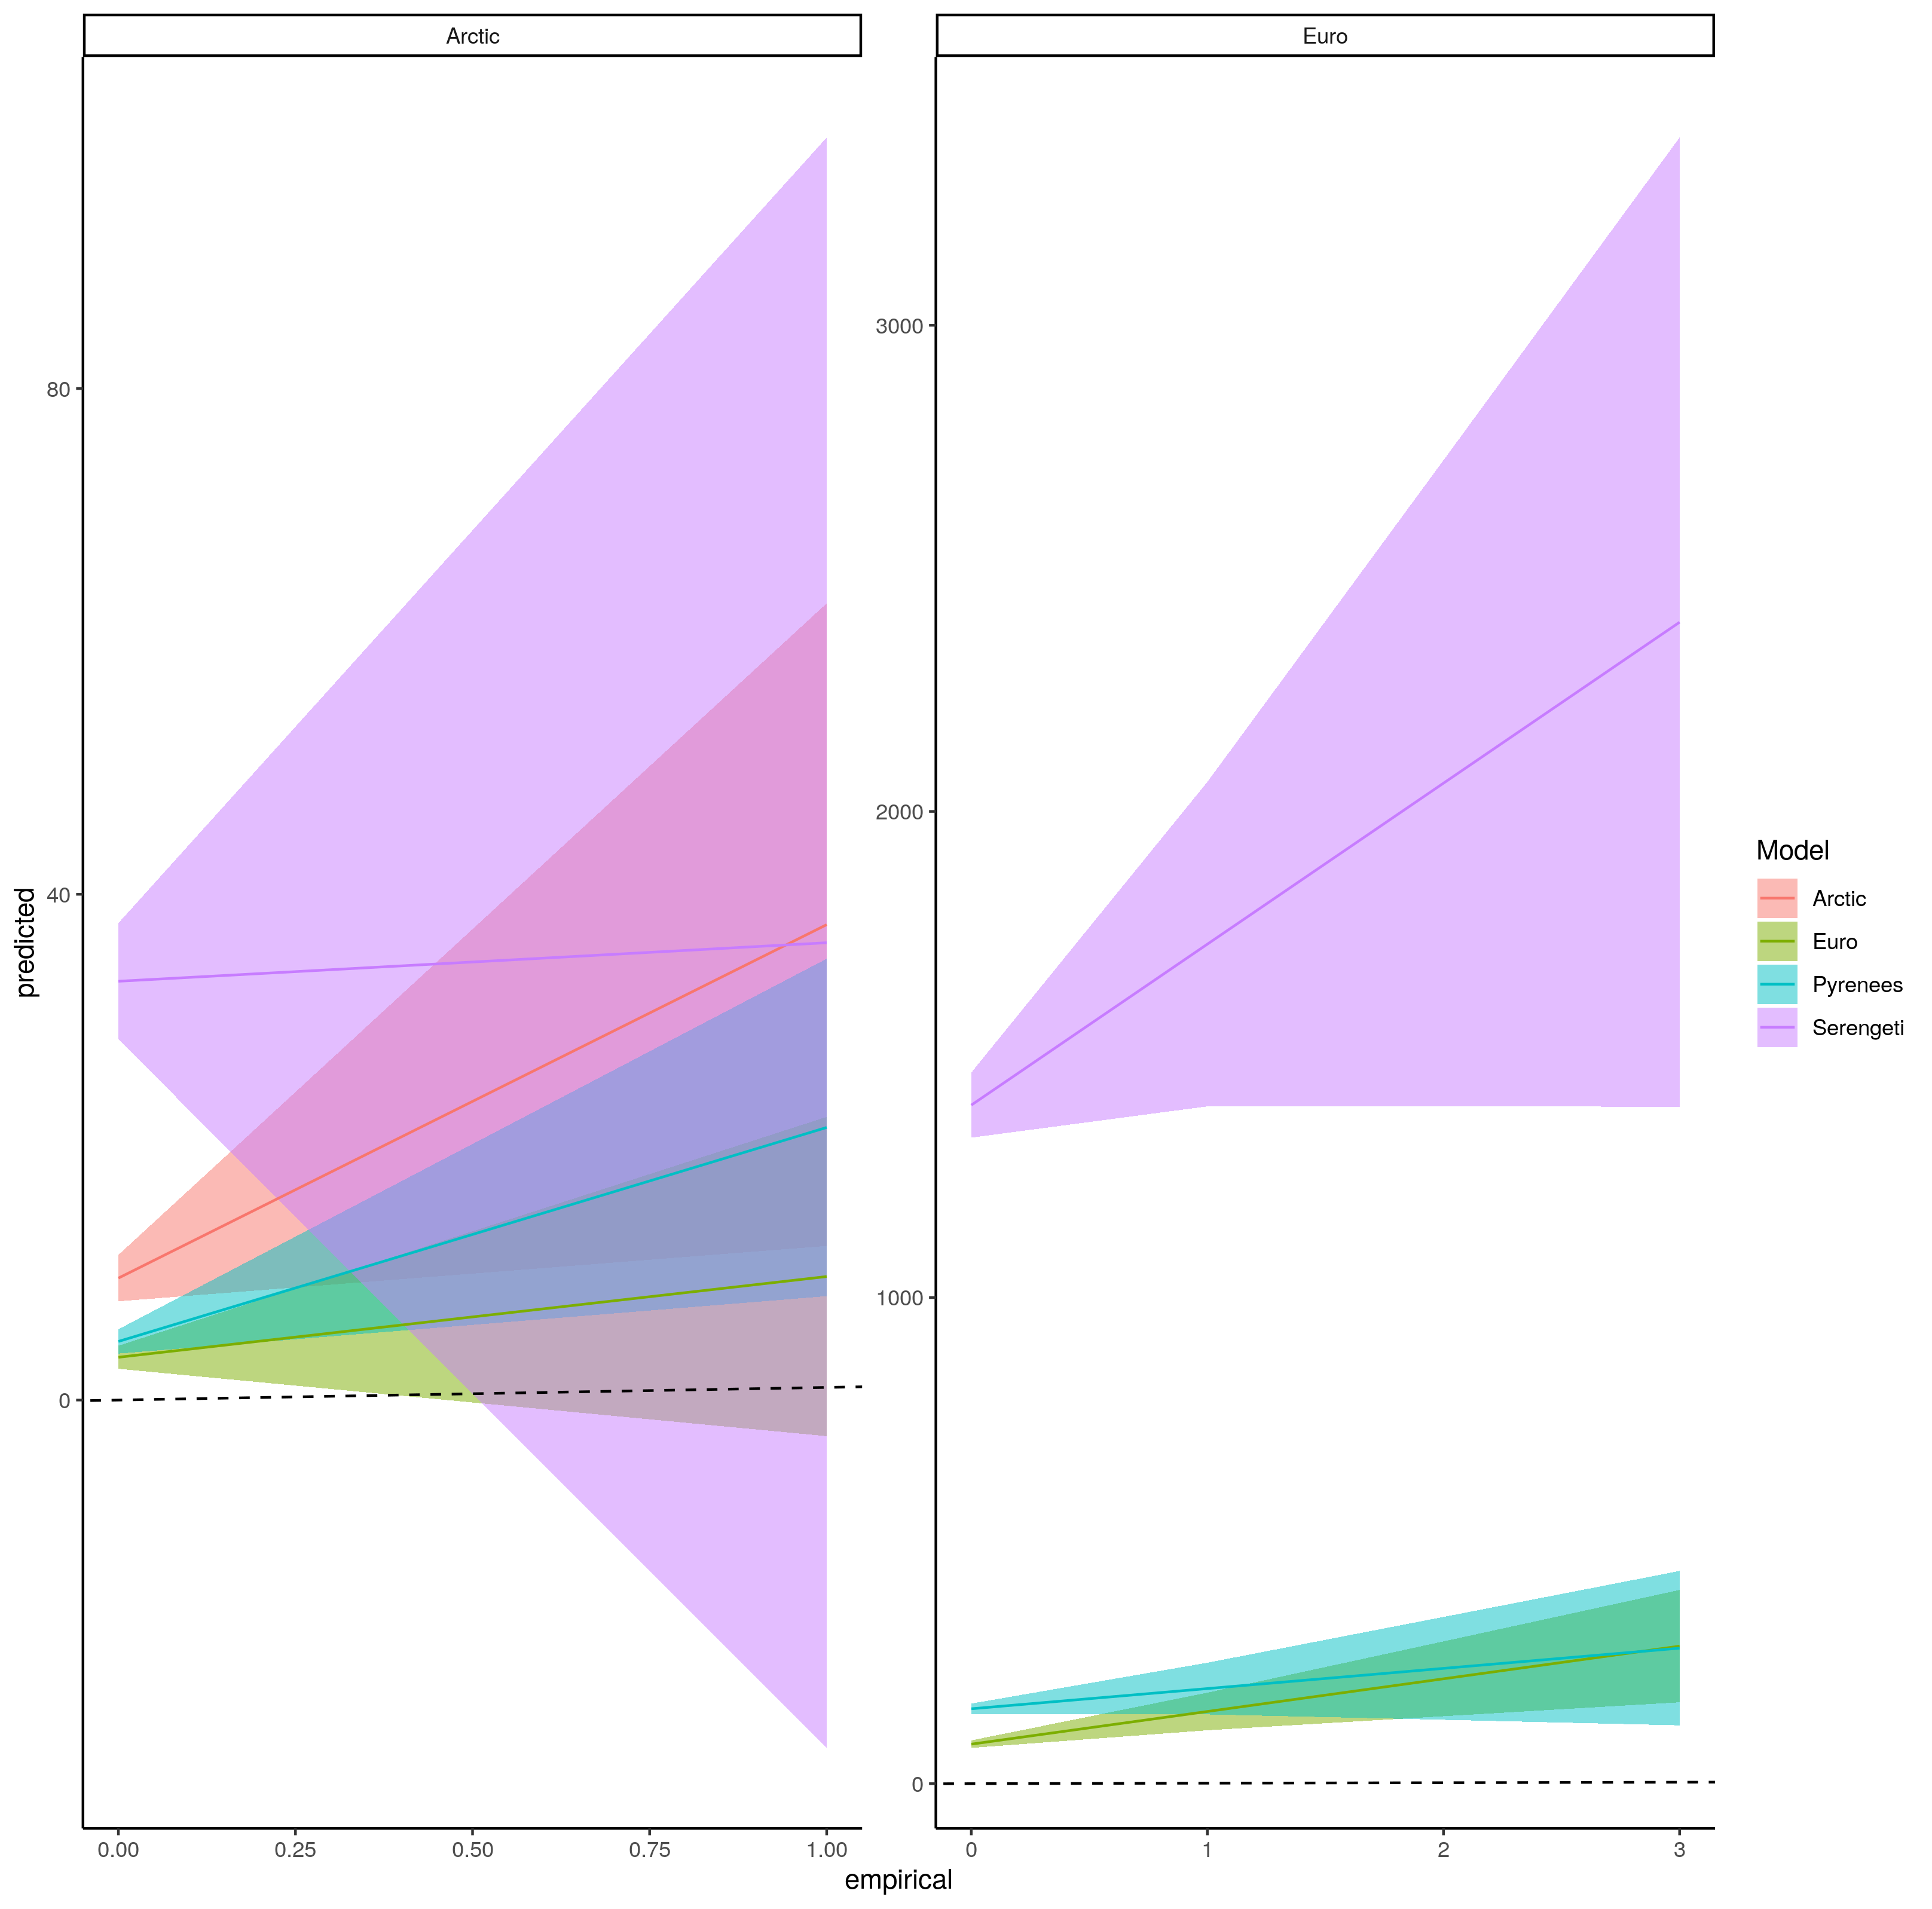 Arctic
Euro
predicted
80
40
0
3000
2000
1000
0
0.00 0.25 0.50 0.75 1.00
0 1 2 3
empirical
Model
Arctic
Euro
Pyrenees
Serengeti